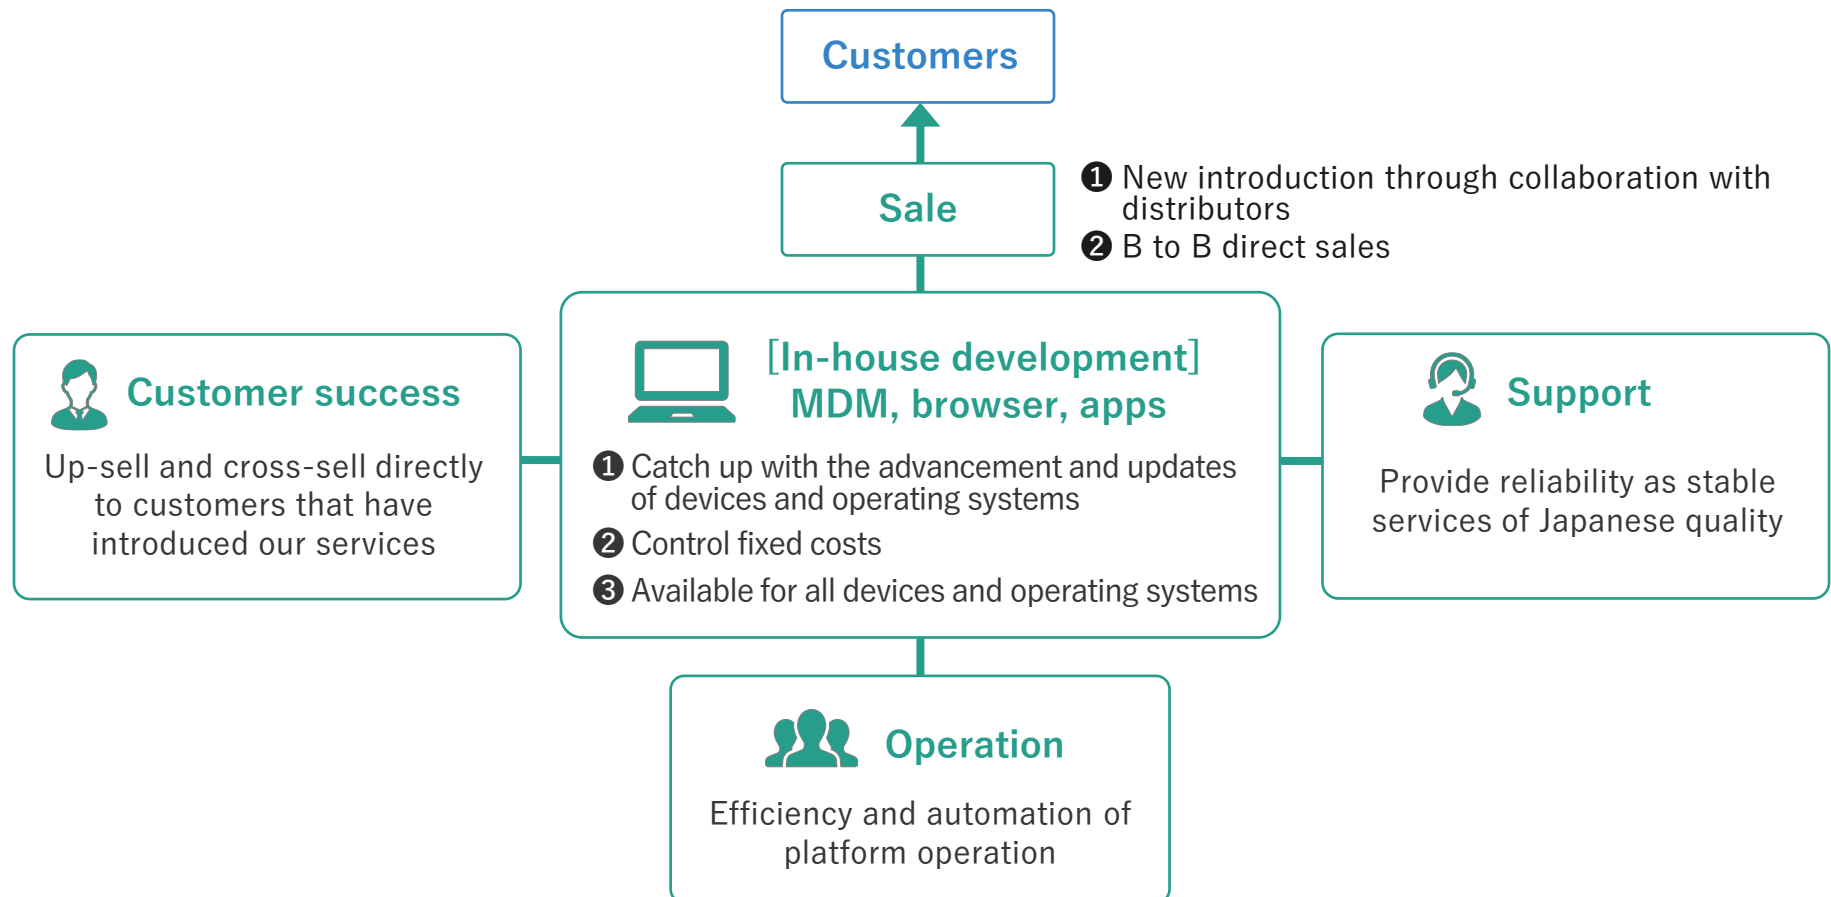 Customers
Sale
❶ New introduction through collaboration with
distributors
❷ B to B direct sales
Customer success
Up-sell and cross-sell directly
to customers that have
introduced our services
[In-house development]
MDM, browser, apps
❶ Catch up with the advancement and updates
of devices and operating systems
❷ Control fixed costs
❸ Available for all devices and operating systems
Support
Provide reliability as stable
services of Japanese quality
Operation
Efficiency and automation of
platform operation